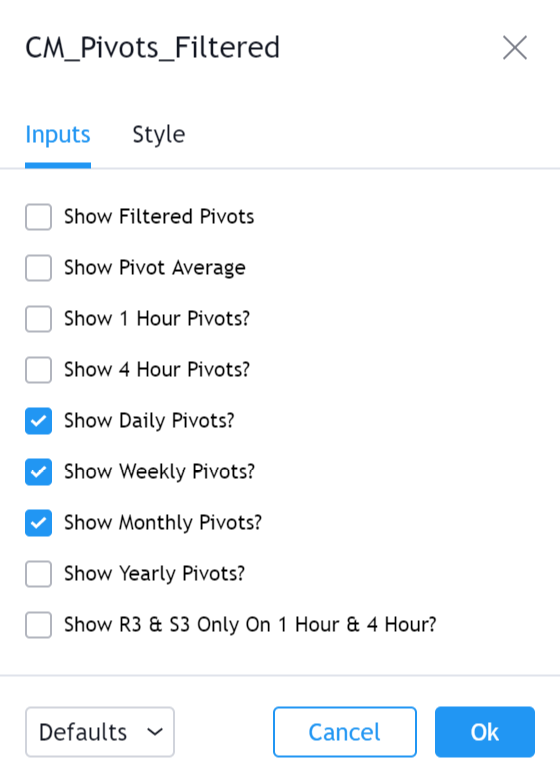 CM_Pivots_Filtered
Inputs Style
Show Filtered Pivots
Show Pivot Average
Show 1 Hour Pivots?
Show 4 Hour Pivots?
Show Daily Pivots?
Show Weekly Pivots?
Show Monthly Pivots?
Show Yearly Pivots?
Show R3 & S3 Only On 1 Hour & 4 Hour?
Defaults Cancel Ok